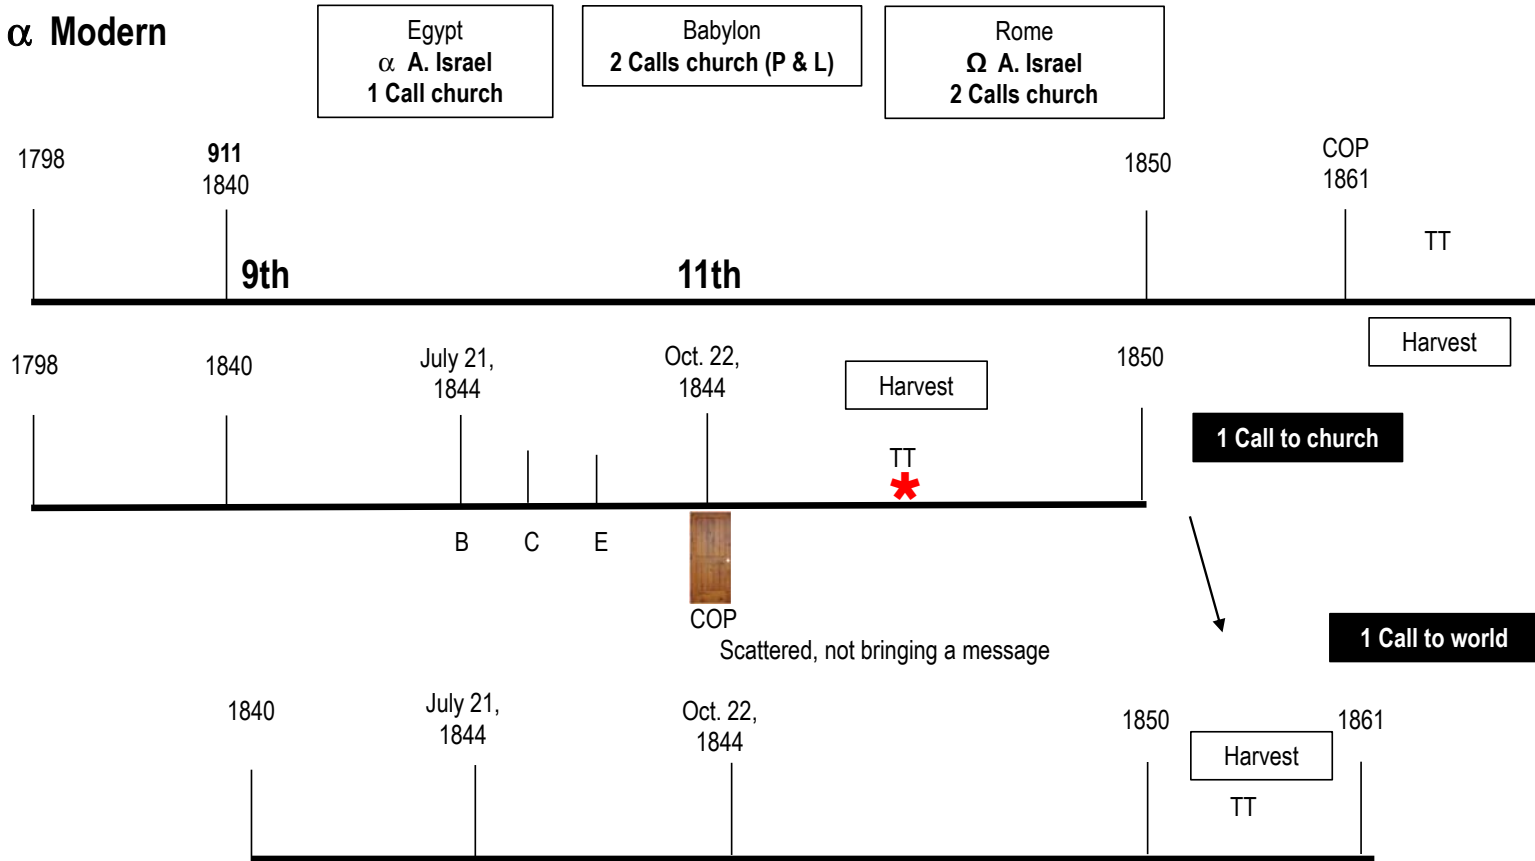 α Modern
Egypt
α A. Israel
1 Call church
Babylon
2 Calls church (P & L)
Rome
Ω A. Israel
2 Calls church
1798
911
1840
1850
COP
1861
TT
9th
11th
Harvest
1798
1840
July 21,
1844
Oct. 22,
1844
Harvest
1850
1 Call to church
TT
*
B
C
E
COP
Scattered, not bringing a message
1 Call to world
1840
July 21,
1844
Oct. 22,
1844
1850
1861
Harvest
TT